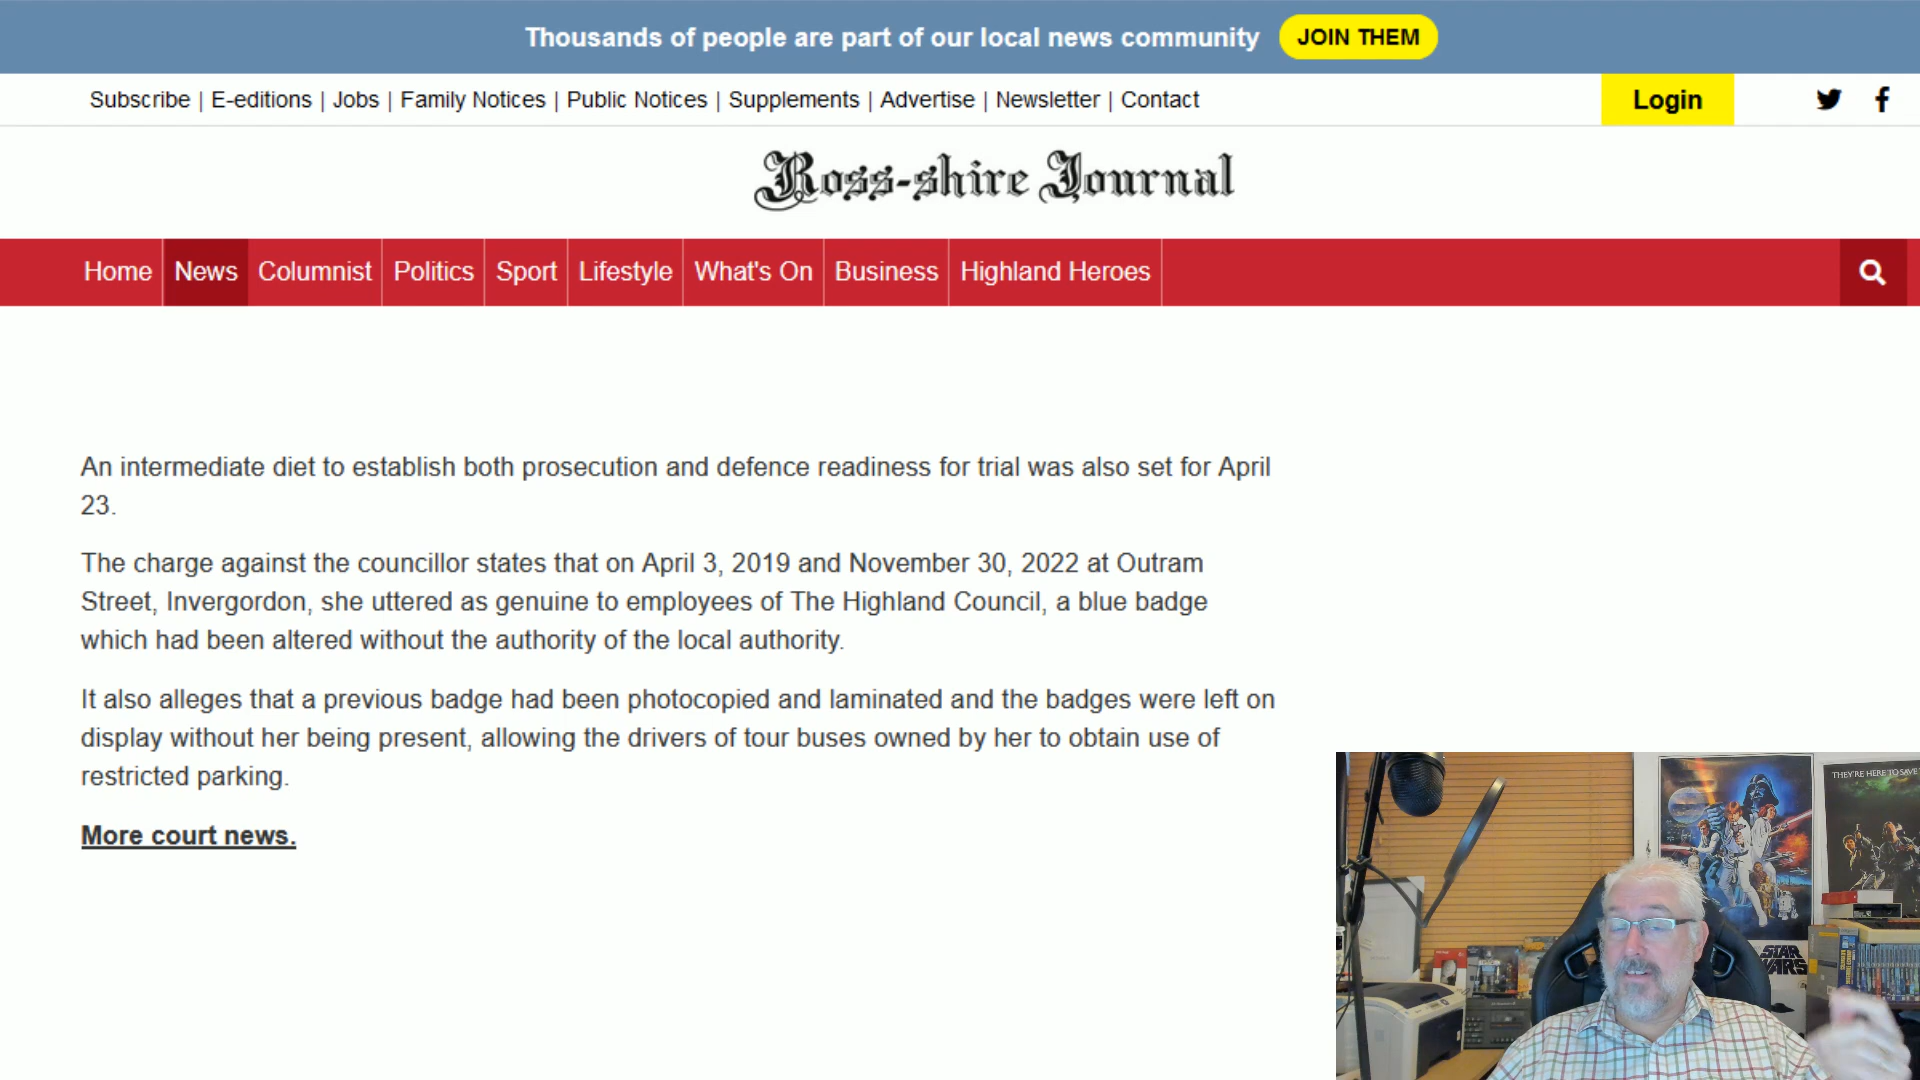 Thousands of people are part of our local news community JOIN THEM
Subscribe | E-editions | Jobs | Family Notices | Public Notices | Supplements | Advertise | Newsletter | Contact Login
Ross-shire Journal
Home News Columnist Politics Sport Lifestyle What's On Business Highland Heroes
An intermediate diet to establish both prosecution and defence readiness for trial was also set for April
23.
The charge against the councillor states that on April 3, 2019 and November 30, 2022 at Outram
Street, Invergordon, she uttered as genuine to employees of The Highland Council, a blue badge
which had been altered without the authority of the local authority.
It also alleges that a previous badge had been photocopied and laminated and the badges were left on
display without her being present, allowing the drivers of tour buses owned by her to obtain use of
restricted parking.
More court news.
THEY'RE HERE TO SAVE
STAR
WARS